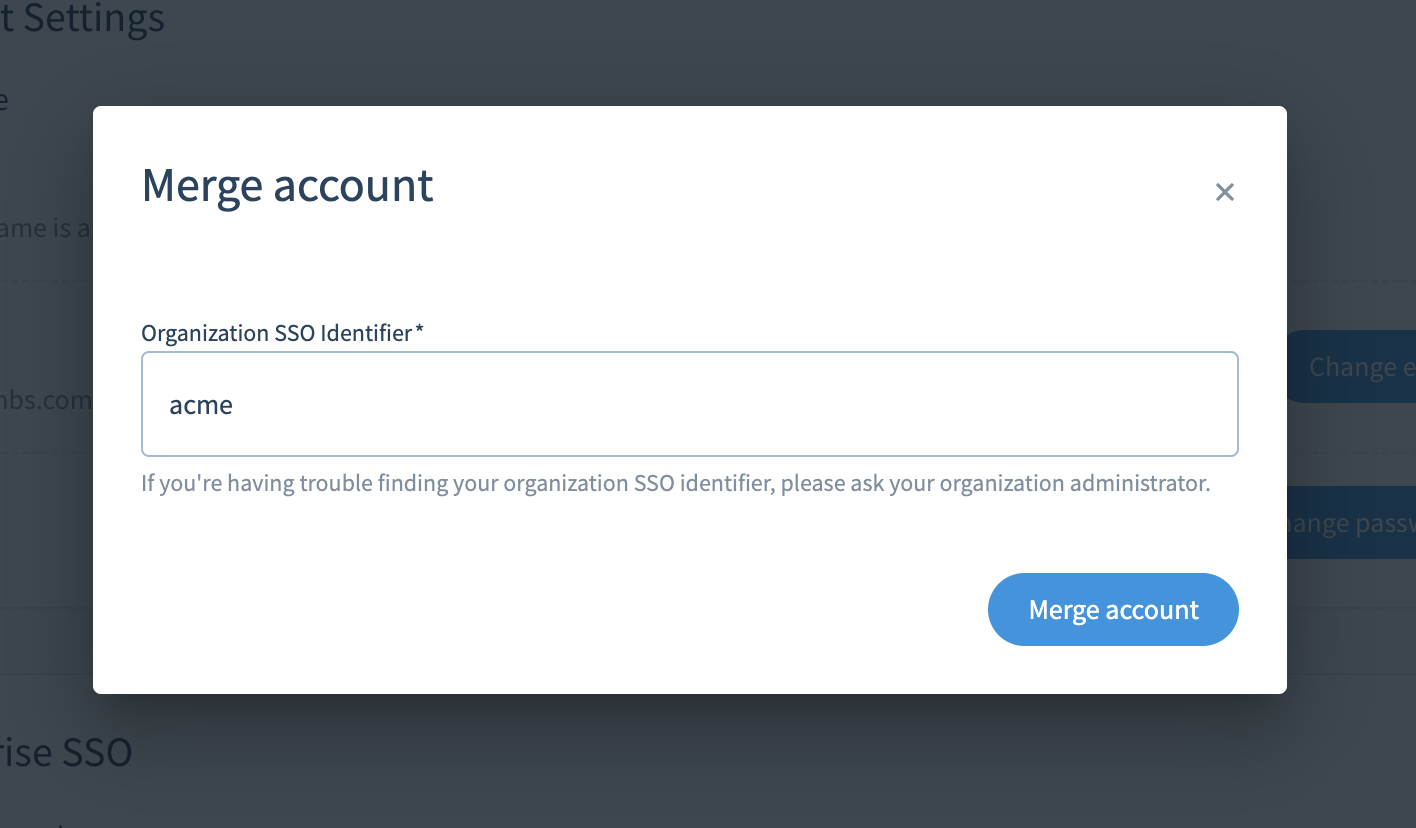 t Settings
e
ame is a
Merge account
Organization SSO Identifier*
acme
If you're having trouble finding your organization SSO identifier, please ask your organization administrator.
Merge account
Change e
nbs.com
hange passw
rise SSO